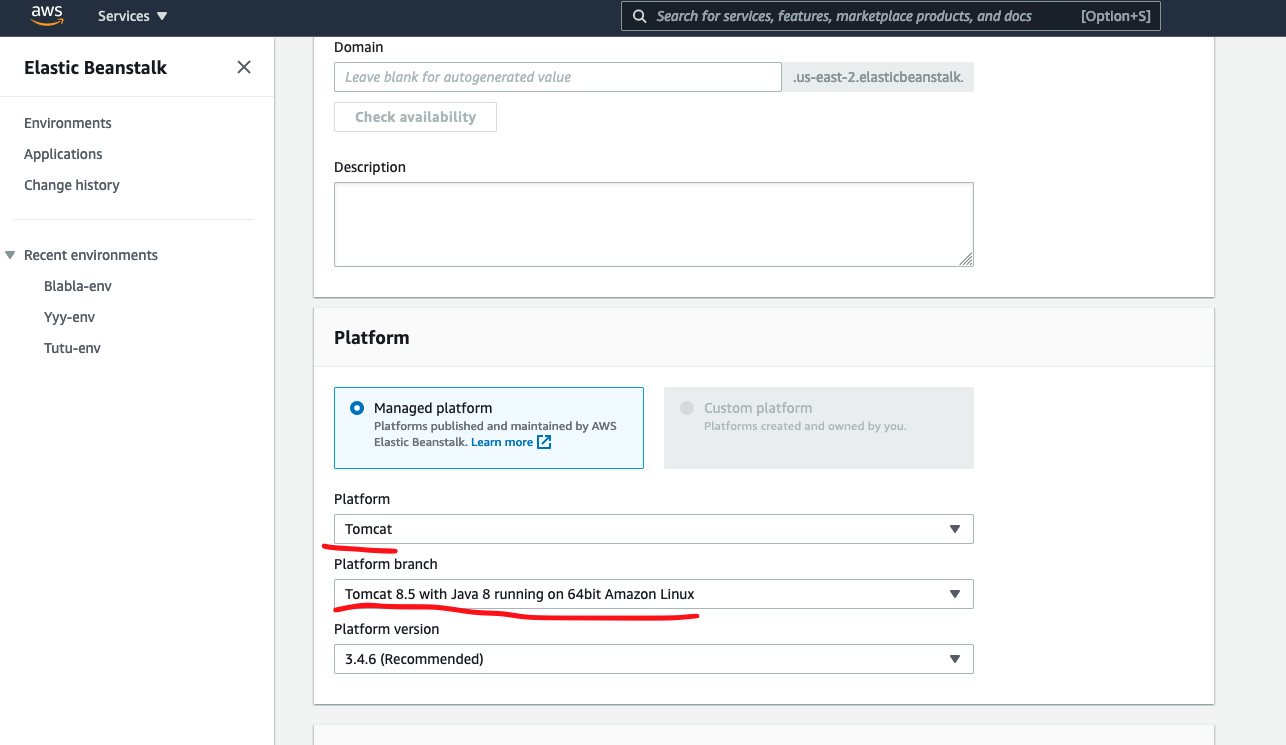 aws
Services
Search for services, features, marketplace products, and docs
[Option+S]
Elastic Beanstalk
Environments
Applications
Change history
Recent environments
Blabla-env
Yyy-env
Tutu-env
Domain
Leave blank for autogenerated value
.us-east-2.elasticbeanstalk.
Check availability
Description
Platform
Managed platform
Platforms published and maintained by AWS
Elastic Beanstalk. Learn more
Custom platform
Platforms created and owned by you.
Platform
Tomcat
Platform branch
Tomcat 8.5 with Java 8 running on 64bit Amazon Linux
Platform version
3.4.6 (Recommended)